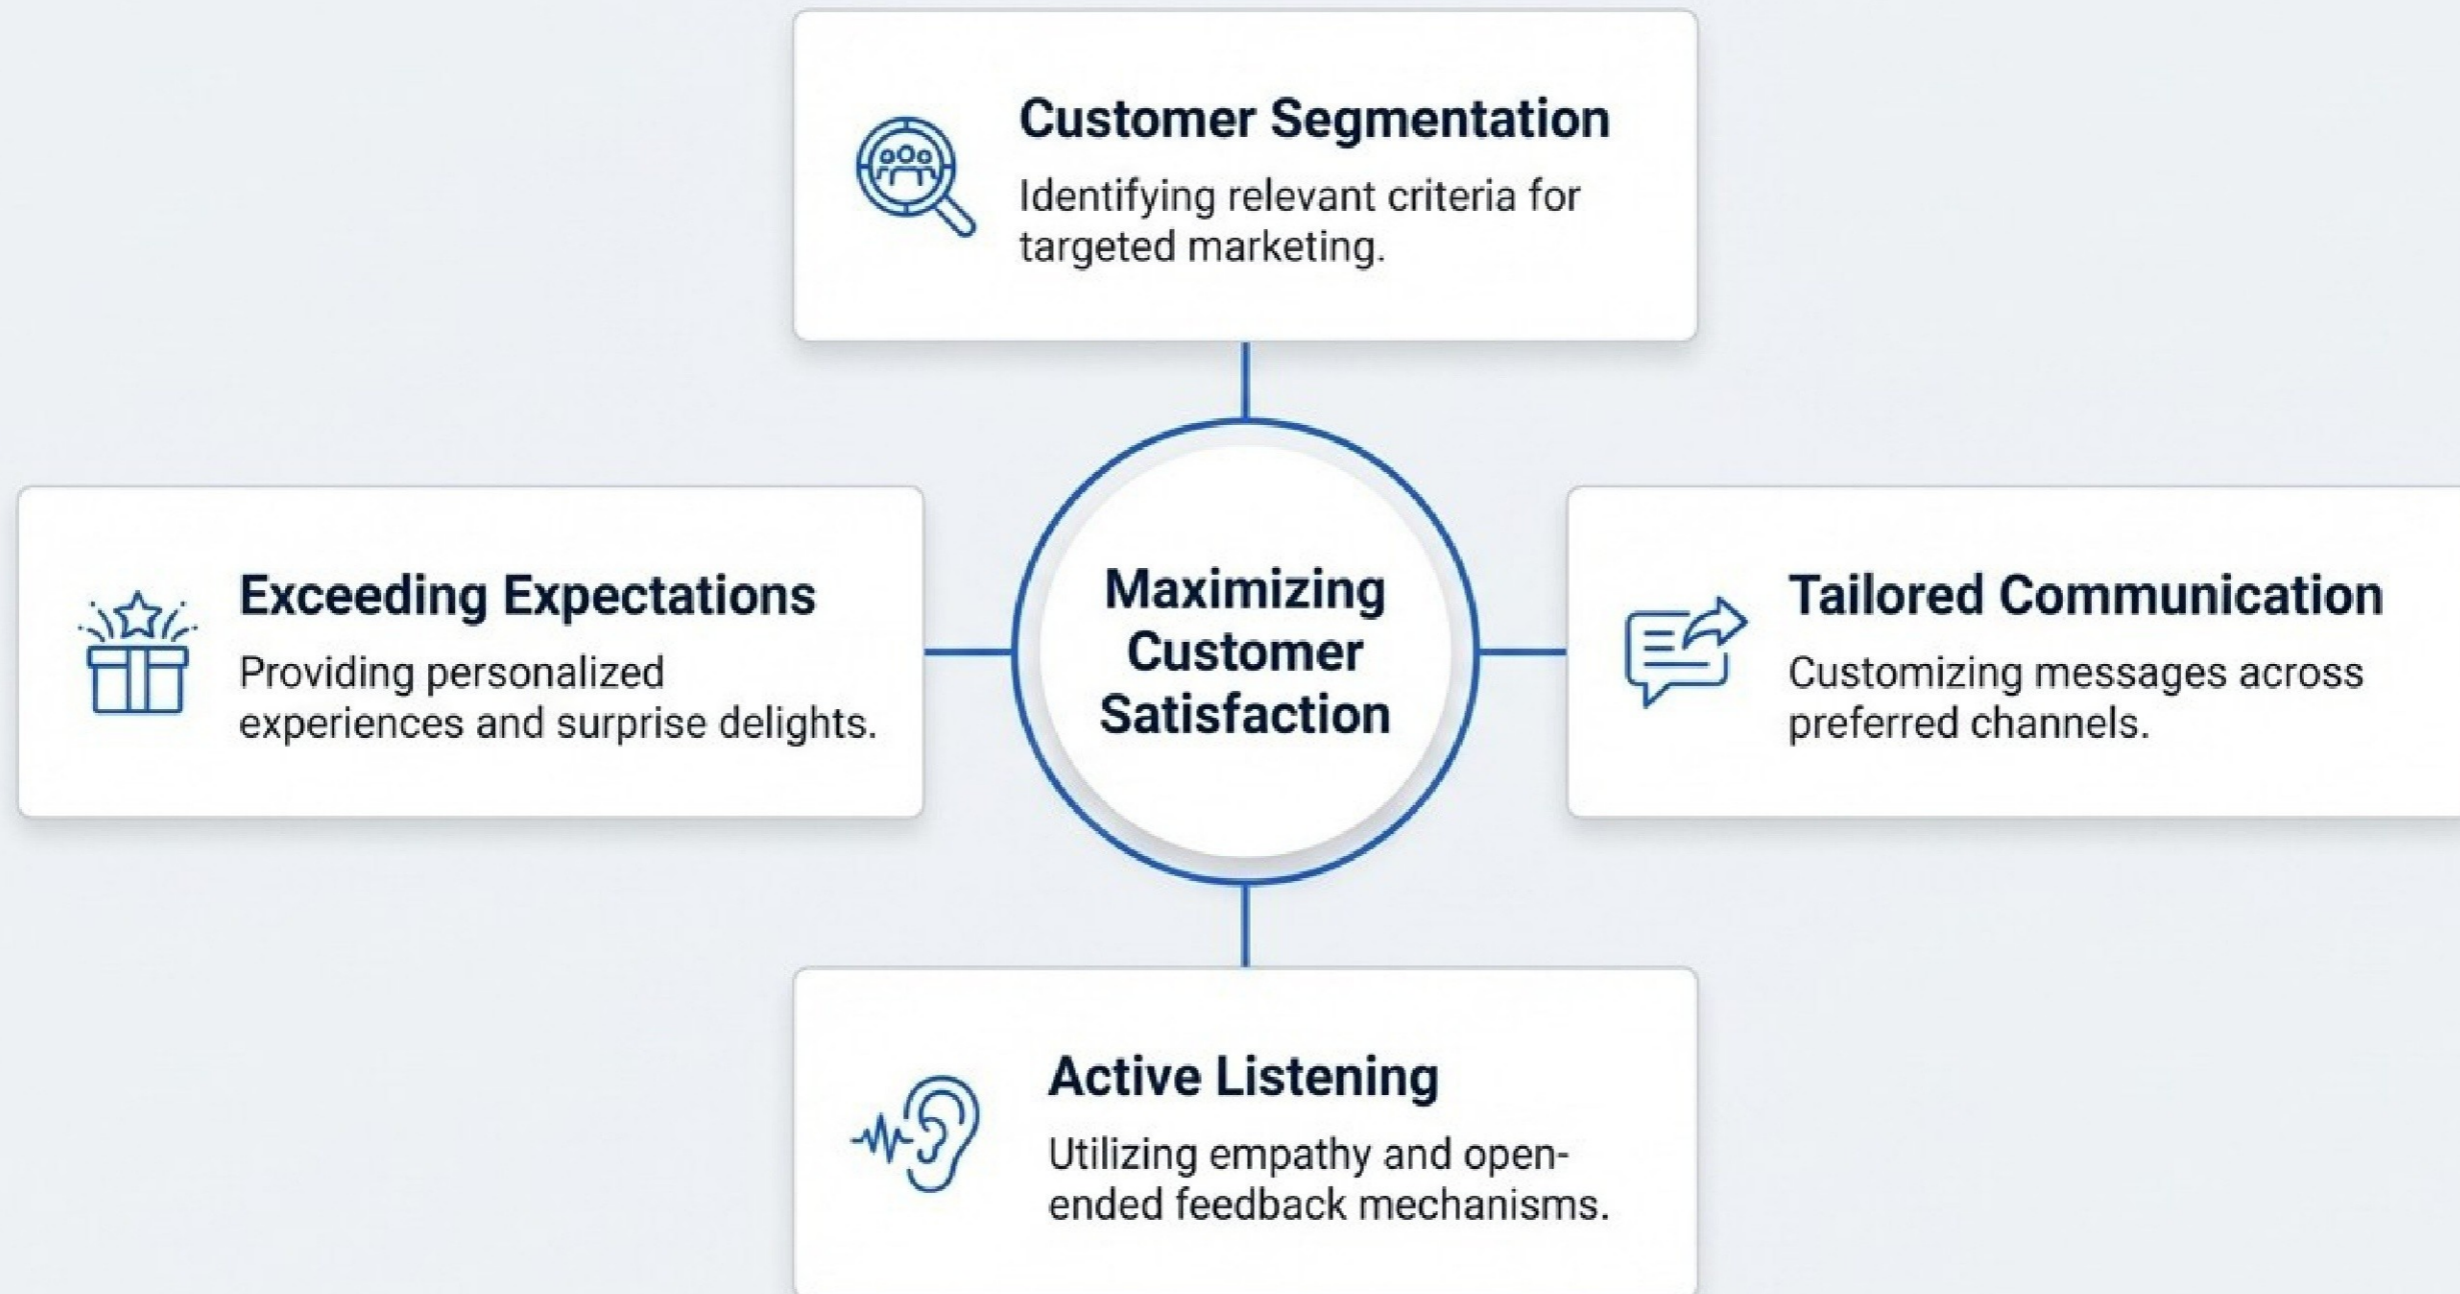 Customer Segmentation
Identifying relevant criteria for
targeted marketing.
Exceeding Expectations
Providing personalized
experiences and surprise delights.
Maximizing
Customer
Satisfaction
Tailored Communication
Customizing messages across
preferred channels.
Active Listening
Utilizing empathy and open-
ended feedback mechanisms.